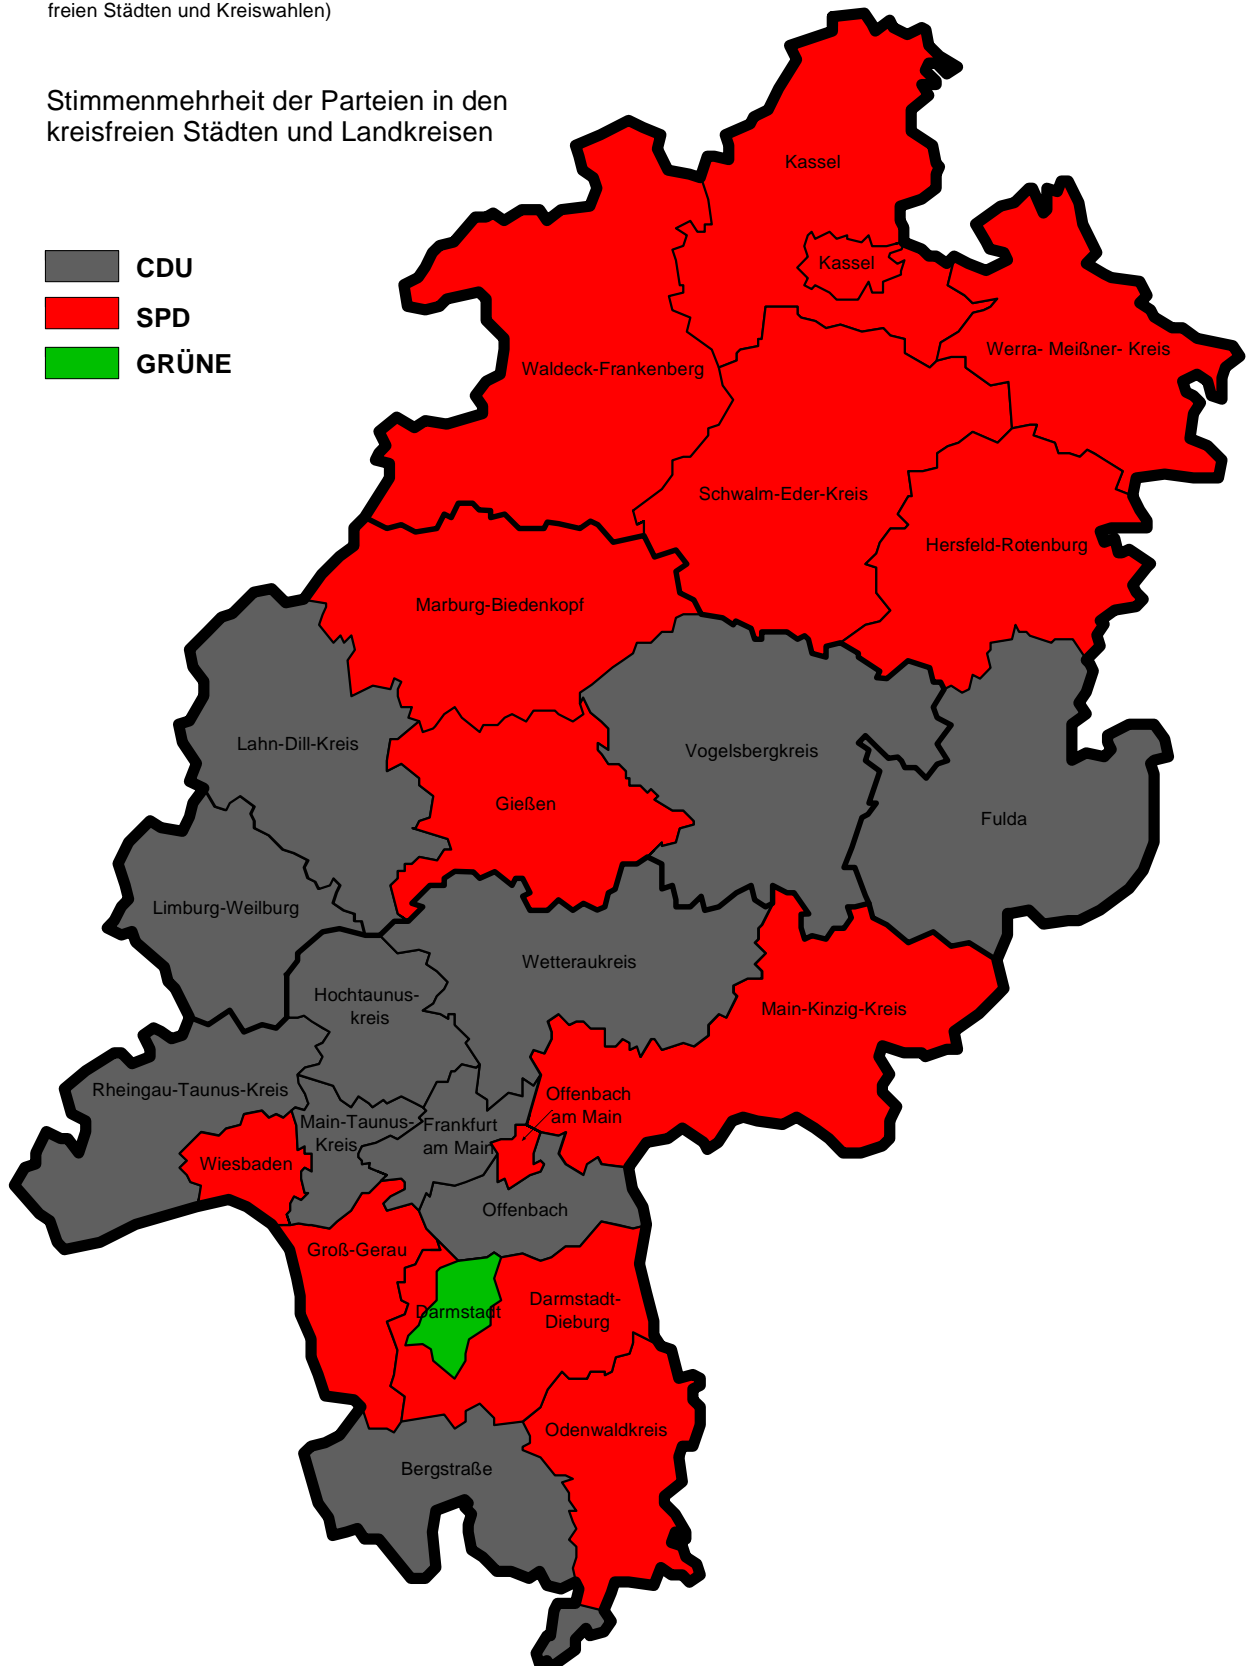 freien Städten und Kreiswahlen)
Stimmenmehrheit der Parteien in den
kreisfreien Städten und Landkreisen
CDU
SPD
GRÜNE
Kassel
Kassel
Werra- Meißner- Kreis
Waldeck-Frankenberg
Schwalm-Eder-Kreis
Hersfeld-Rotenburg
Marburg-Biedenkopf
Lahn-Dill-Kreis
Vogelsbergkreis
Gießen
Fulda
Limburg-Weilburg
Wetteraukreis
Hochtaunus-
kreis
Main-Kinzig-Kreis
Rheingau-Taunus-Kreis
Offenbach
am Main
Main-Taunus-
Kreis
Frankfurt
am Main
Wiesbaden
Offenbach
Groß-Gerau
Darmstadt
Darmstadt-
Dieburg
Odenwaldkreis
Bergstraße